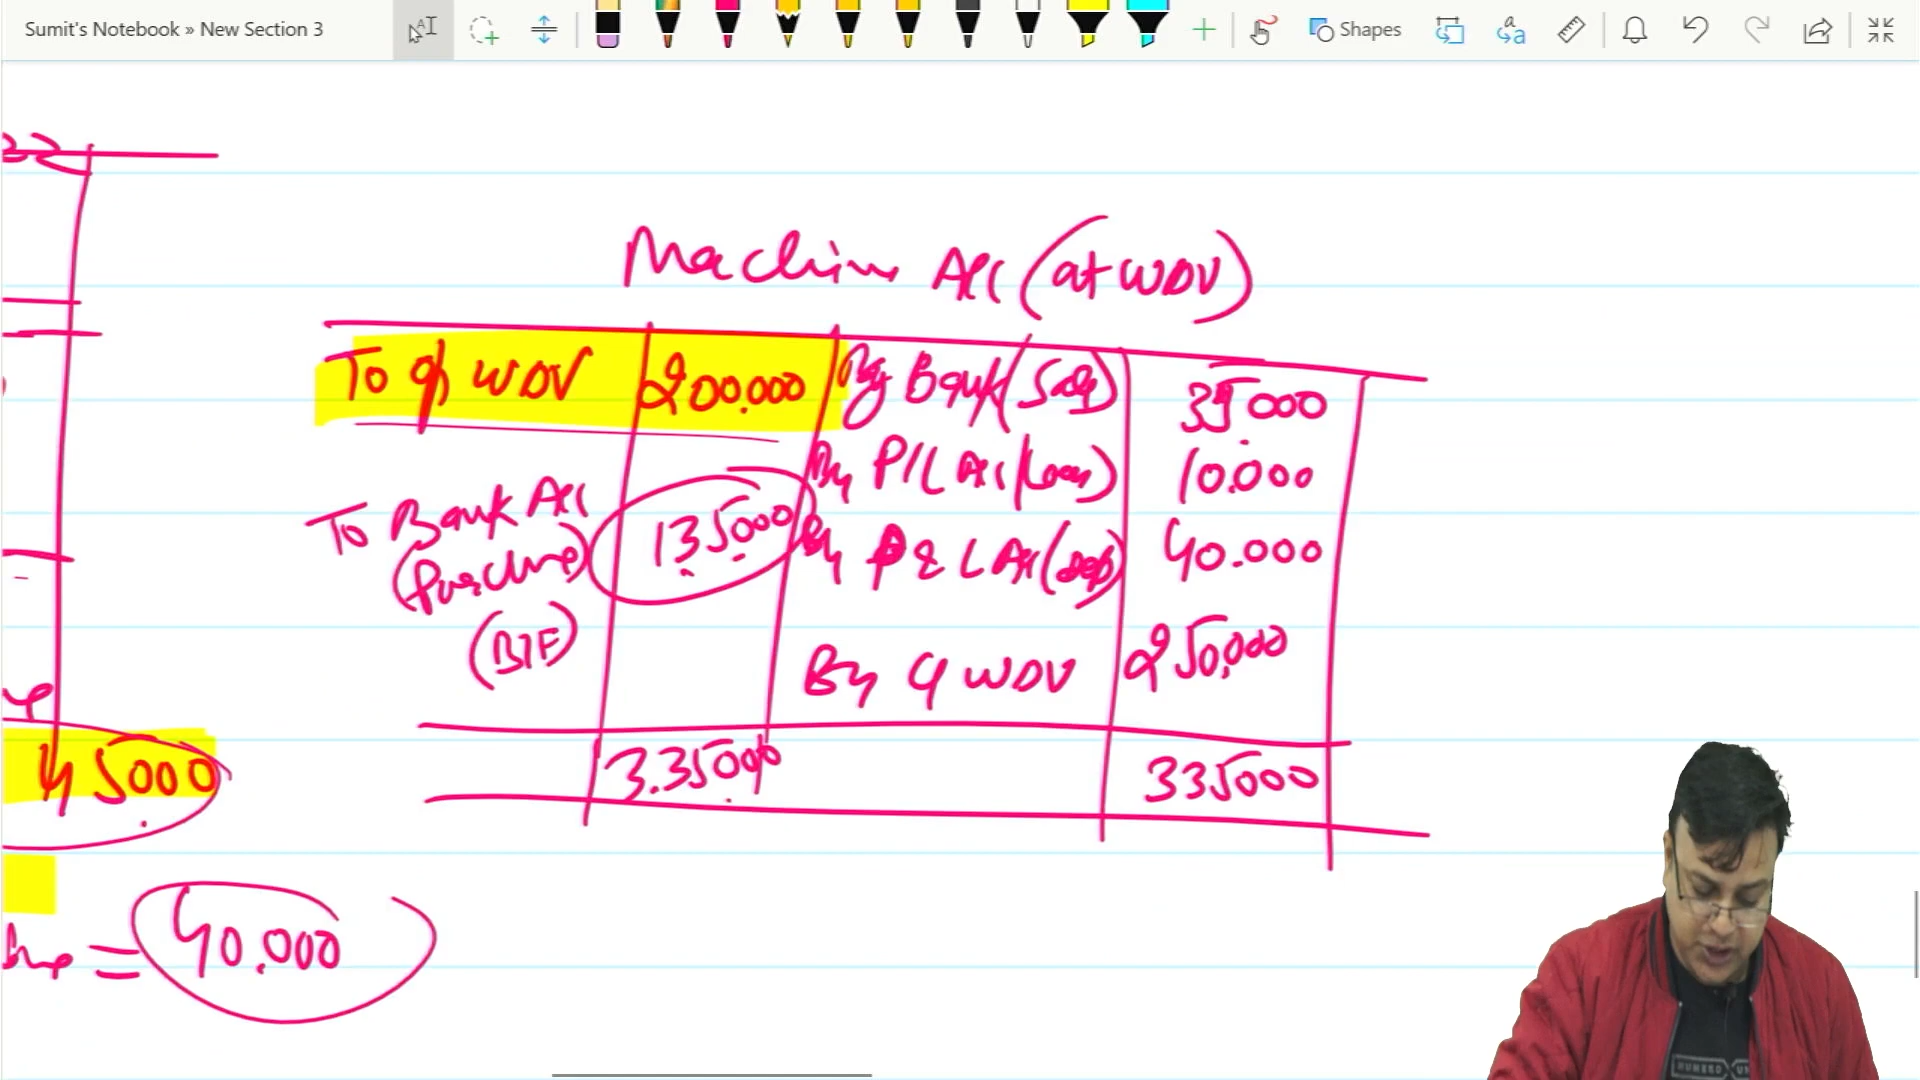 Sumit's Notebook » New Section 3
Shapes
Machine A/c (at WDV)
To o/p WDV 200.000 By Bank (Sale) 35000
By P/L A/c (Loss) 10.000
To Bank A/c (Purchase) (B/F) 135000 By P & L A/c (Dep) 40.000
By Cl WDV 250,000
3.35000 335000
45000
= 40.000